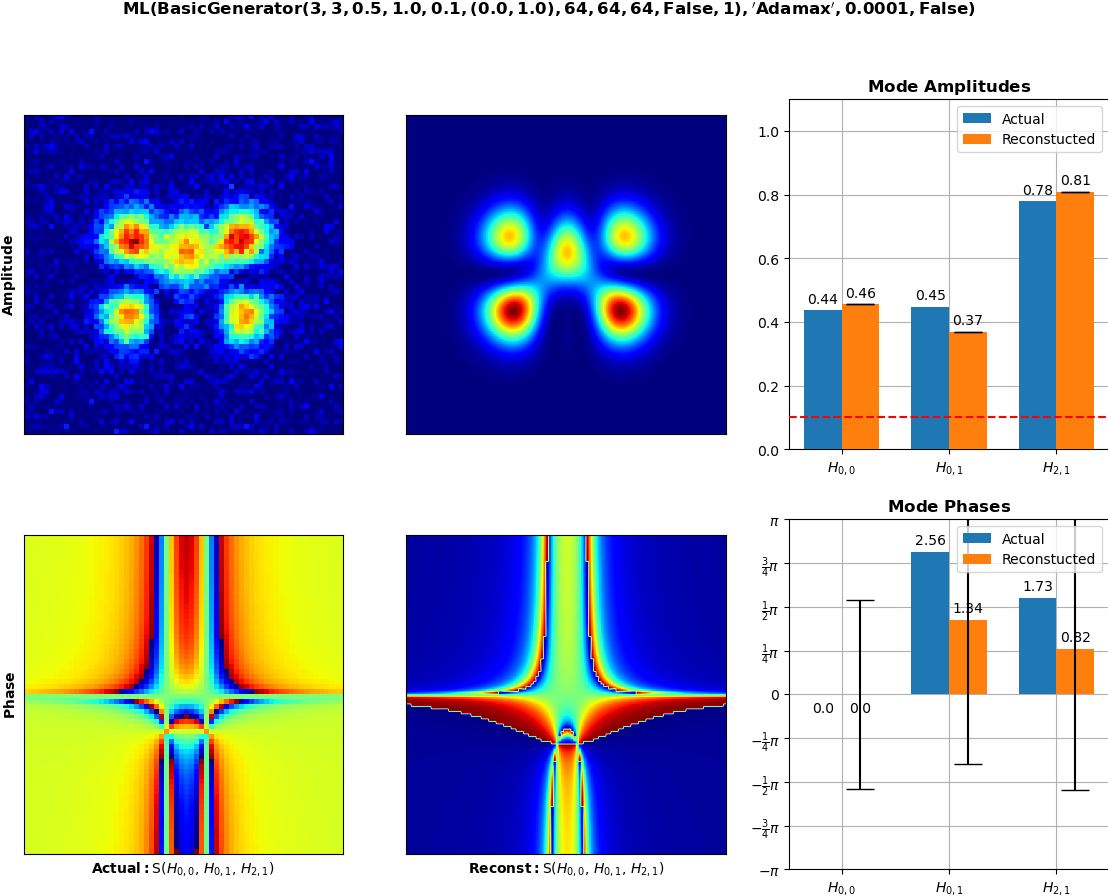 ML(BasicGenerator(3, 3, 0.5, 1.0, 0.1, (0.0, 1.0), 64, 64, 64, False, 1), ′Adamax′, 0.0001, False)
Amplitude
Mode Amplitudes
Actual
Reconstucted
1.0
0.8
0.6
0.4
0.2
0.0
0.44
0.46
0.45
0.37
0.78
0.81
H0,0
H0,1
H2,1
Phase
Actual: S(H0,0, H0,1, H2,1)
Reconst: S(H0,0, H0,1, H2,1)
Mode Phases
Actual
Reconstucted
π
3/4π
1/2π
1/4π
0
−1/4π
−1/2π
−3/4π
−π
0.0
0.0
2.56
1.34
1.73
0.82
H0,0
H0,1
H2,1